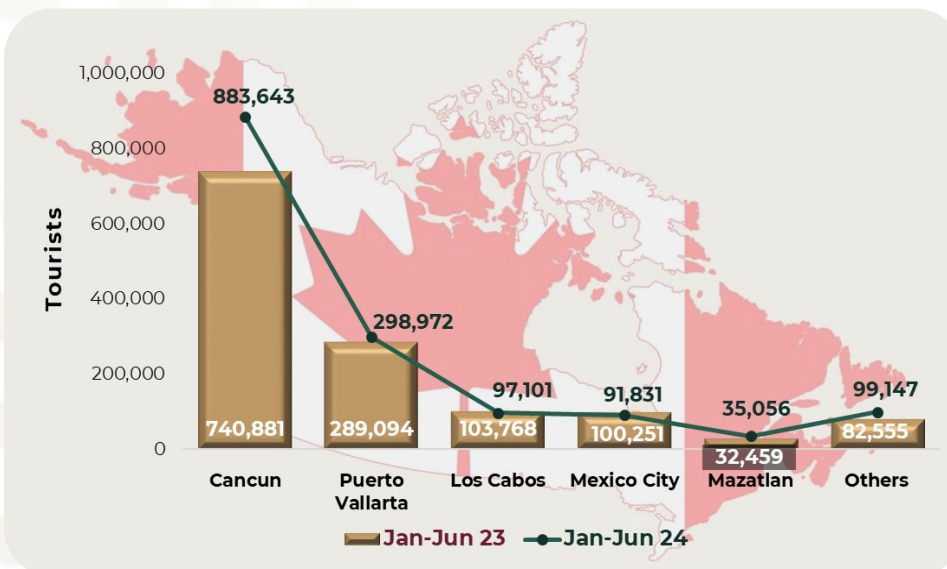 1,000,000
800,000
600,000
400,000
200,000
0
Tourists
883,643
298,972
97,101
91,831
35,056
99,147
740,881
289,094
103,768
100,251
32,459
82,555
Cancun
Puerto
Vallarta
Los Cabos
Mexico City
Mazatlan
Others
Jan-Jun 23
Jan-Jun 24